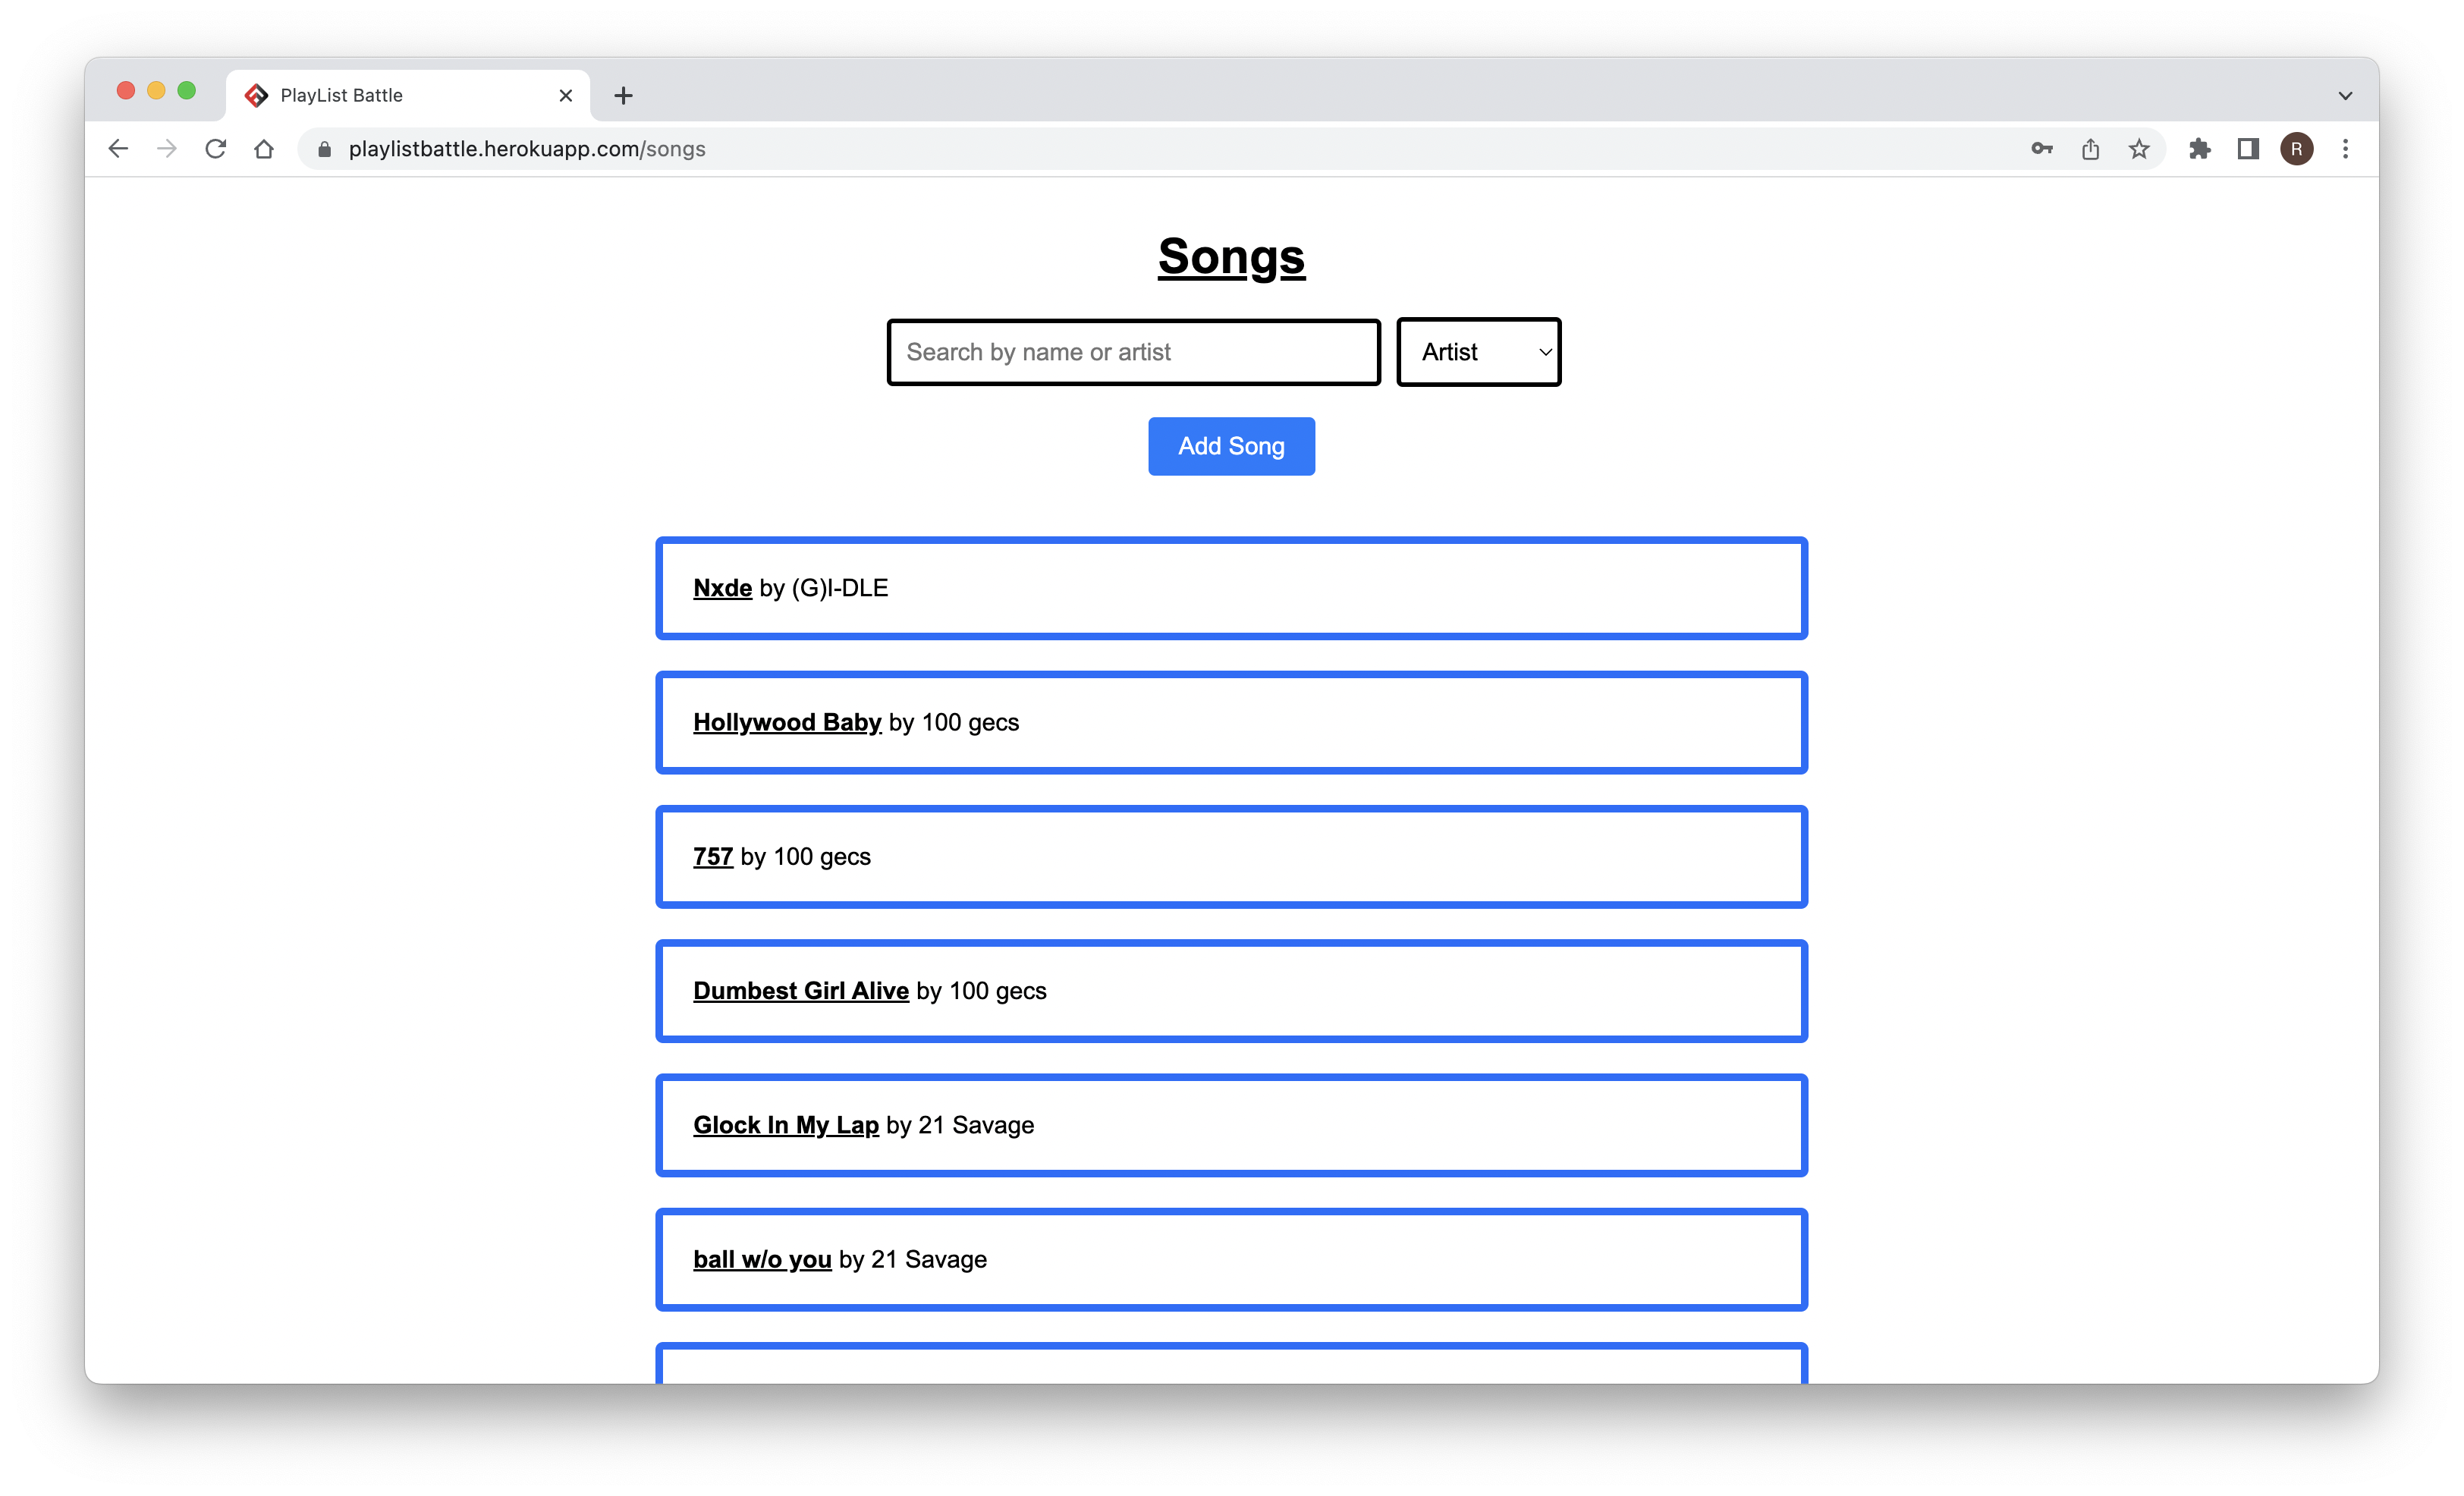 PlayList Battle
playlistbattle.herokuapp.com/songs
R
Songs
Search by name or artist
Artist
Add Song
Nxde by (G)I-DLE
Hollywood Baby by 100 gecs
757 by 100 gecs
Dumbest Girl Alive by 100 gecs
Glock In My Lap by 21 Savage
ball w/o you by 21 Savage